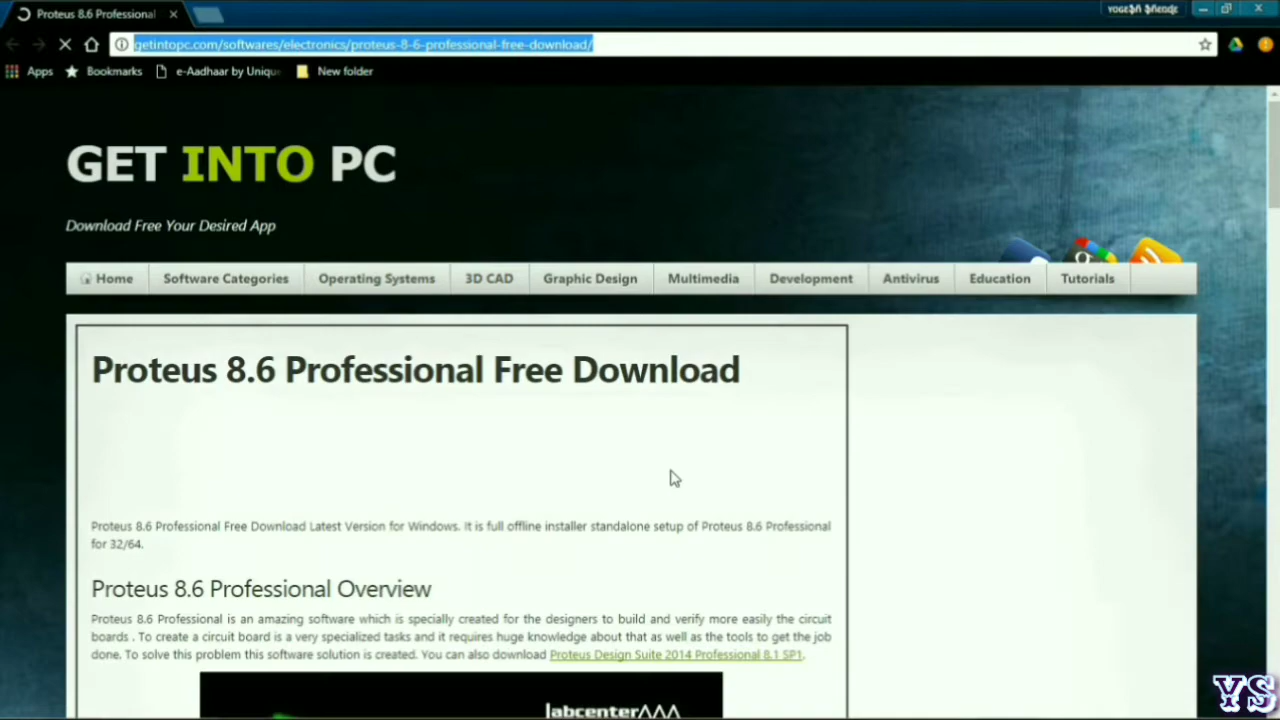 Proteus 8.6 Professional
getintopc.com/softwares/electronics/proteus-8-6-professional-free-download/
Apps Bookmarks e-Aadhaar by Unique New folder
GET INTO PC
Download Free Your Desired App
Home Software Categories Operating Systems 3D CAD Graphic Design Multimedia Development Antivirus Education Tutorials
Proteus 8.6 Professional Free Download
Proteus 8.6 Professional Free Download Latest Version for Windows. It is full offline installer standalone setup of Proteus 8.6 Professional
for 32/64.
Proteus 8.6 Professional Overview
Proteus 8.6 Professional is an amazing software which is specially created for the designers to build and verify more easily the circuit
boards . To create a circuit board is a very specialized tasks and it requires huge knowledge about that as well as the tools to get the job
done. To solve this problem this software solution is created. You can also download Proteus Design Suite 2014 Professional 8.1 SP1.
labcenter
YS